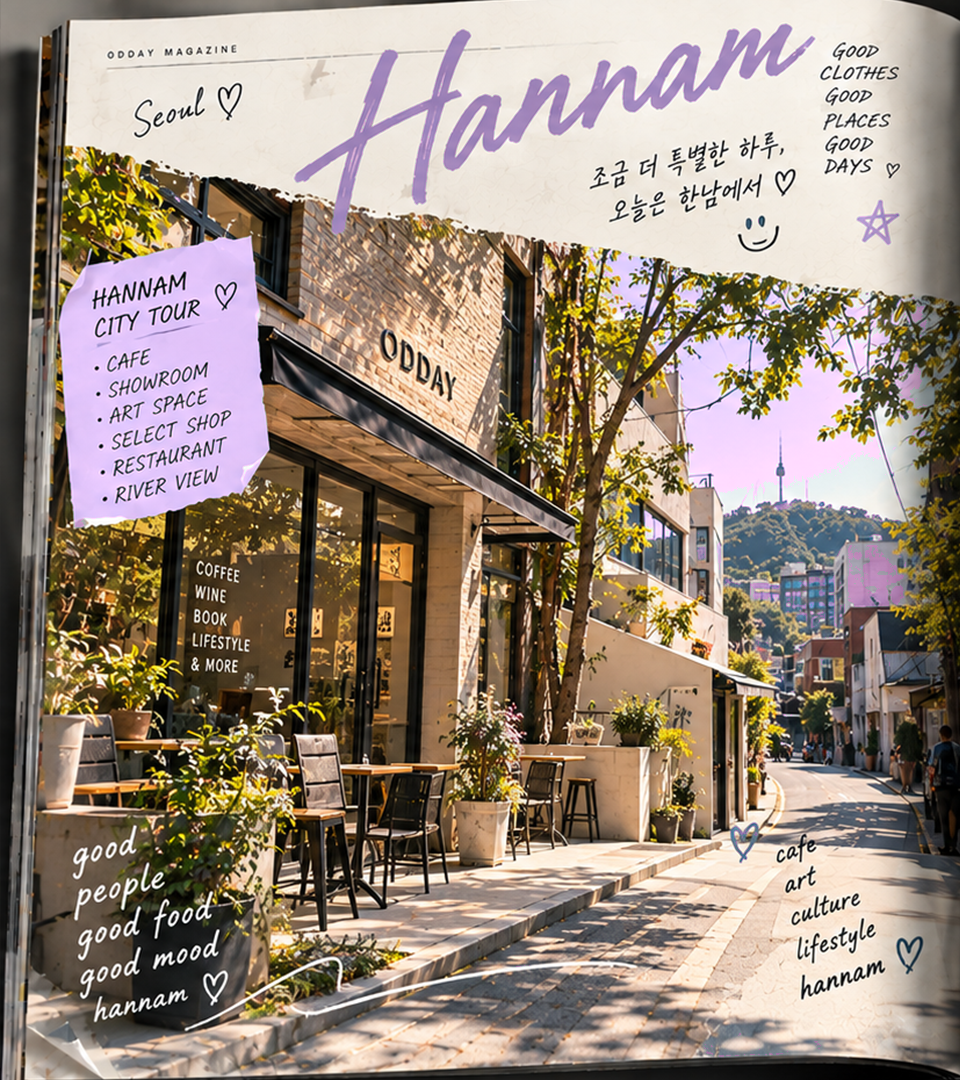 ODDAY MAGAZINE
Seoul ♡
Hannam
GOOD
CLOTHES
GOOD
PLACES
GOOD
DAYS ♡
조금 더 특별한 하루,
오늘은 한남에서 ♡
HANNAM
CITY TOUR ♡
• CAFE
• SHOWROOM
• ART SPACE
• SELECT SHOP
• RESTAURANT
• RIVER VIEW
ODDAY
COFFEE
WINE
BOOK
LIFESTYLE
& MORE
good
people
good food
good mood
hannam ♡
cafe
art
culture
lifestyle
hannam ♡